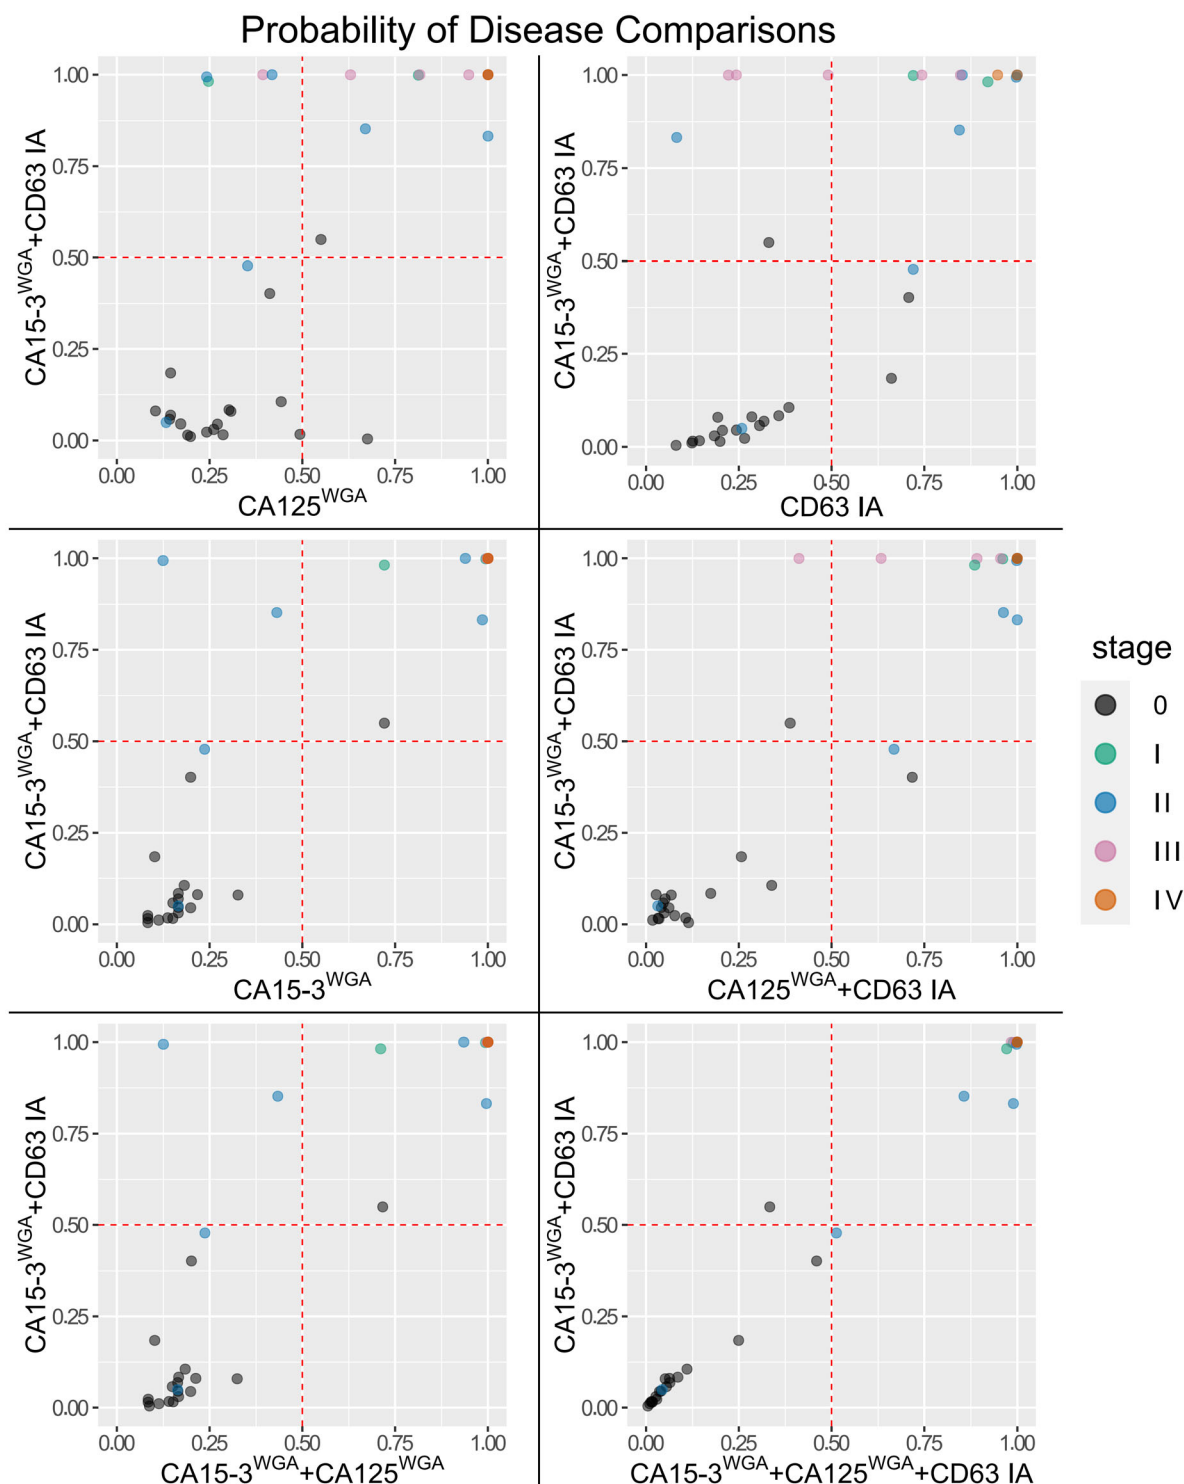 Probability of Disease Comparisons
CA15-3WGA+CD63 IA
1.00
0.75
0.50
0.25
0.00
0.00 0.25 0.50 0.75 1.00
CA125WGA
CA15-3WGA+CD63 IA
1.00
0.75
0.50
0.25
0.00
0.00 0.25 0.50 0.75 1.00
CD63 IA
CA15-3WGA+CD63 IA
1.00
0.75
0.50
0.25
0.00
0.00 0.25 0.50 0.75 1.00
CA15-3WGA
CA15-3WGA+CD63 IA
1.00
0.75
0.50
0.25
0.00
0.00 0.25 0.50 0.75 1.00
CA125WGA+CD63 IA
CA15-3WGA+CD63 IA
1.00
0.75
0.50
0.25
0.00
0.00 0.25 0.50 0.75 1.00
CA15-3WGA+CA125WGA
CA15-3WGA+CD63 IA
1.00
0.75
0.50
0.25
0.00
0.00 0.25 0.50 0.75 1.00
CA15-3WGA+CA125WGA+CD63 IA
stage
0
I
II
III
IV